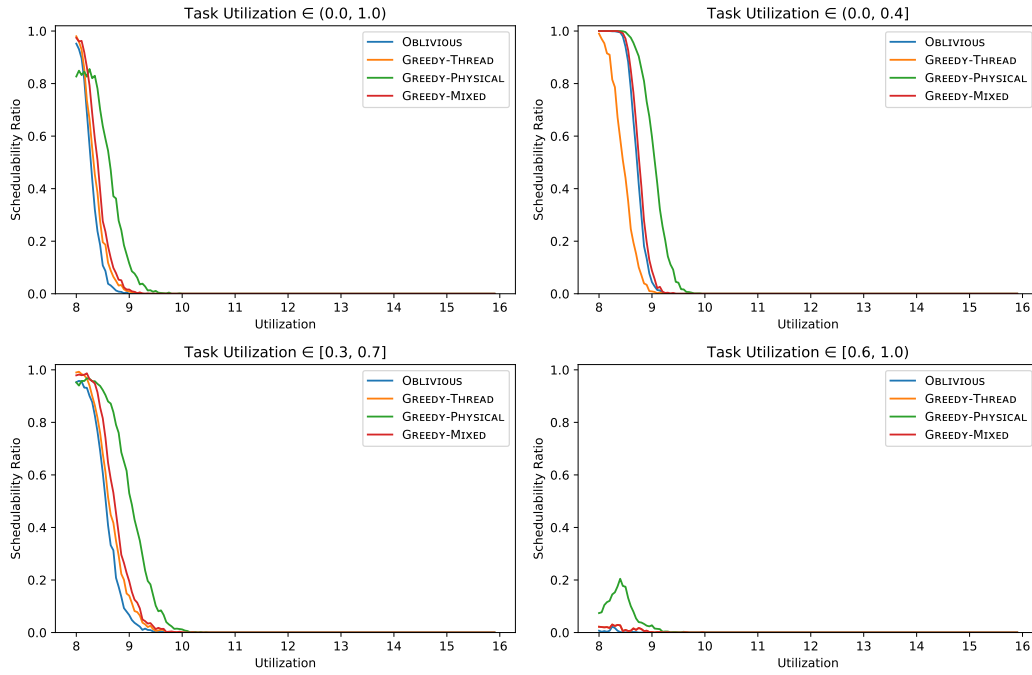 Task Utilization ∈ (0.0, 1.0)
Schedulability Ratio
1.0
0.8
0.6
0.4
0.2
0.0
OBLIVIOUS
GREEDY-THREAD
GREEDY-PHYSICAL
GREEDY-MIXED
8 9 10 11 12 13 14 15 16
Utilization
Task Utilization ∈ (0.0, 0.4]
Schedulability Ratio
1.0
0.8
0.6
0.4
0.2
0.0
OBLIVIOUS
GREEDY-THREAD
GREEDY-PHYSICAL
GREEDY-MIXED
8 9 10 11 12 13 14 15 16
Utilization
Task Utilization ∈ [0.3, 0.7]
Schedulability Ratio
1.0
0.8
0.6
0.4
0.2
0.0
OBLIVIOUS
GREEDY-THREAD
GREEDY-PHYSICAL
GREEDY-MIXED
8 9 10 11 12 13 14 15 16
Utilization
Task Utilization ∈ [0.6, 1.0)
Schedulability Ratio
1.0
0.8
0.6
0.4
0.2
0.0
OBLIVIOUS
GREEDY-THREAD
GREEDY-PHYSICAL
GREEDY-MIXED
8 9 10 11 12 13 14 15 16
Utilization